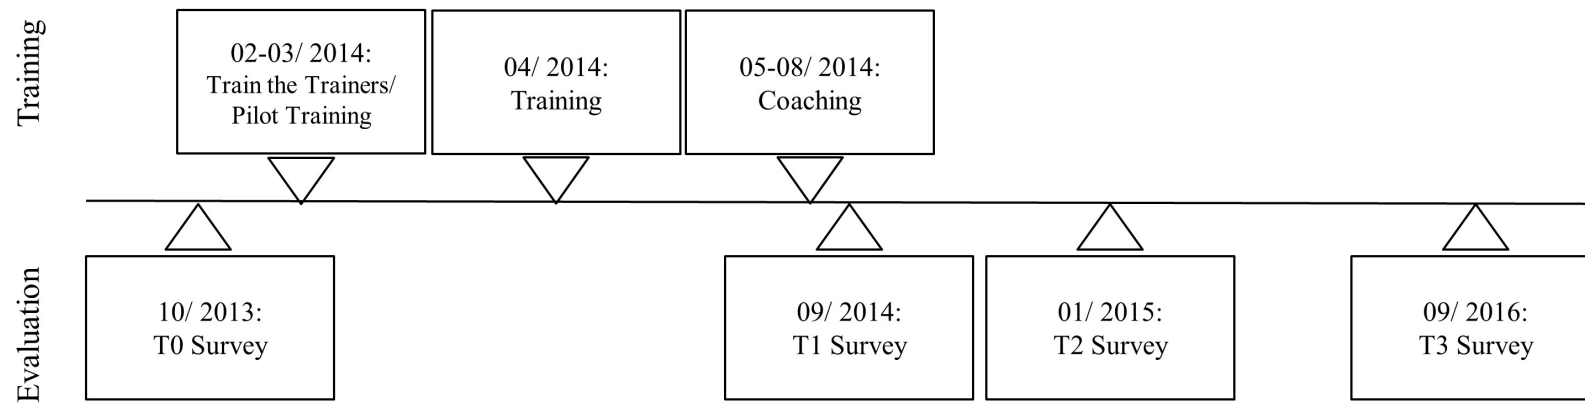 Training
02-03/ 2014:
Train the Trainers/
Pilot Training
04/ 2014:
Training
05-08/ 2014:
Coaching
Evaluation
10/ 2013:
T0 Survey
09/ 2014:
T1 Survey
01/ 2015:
T2 Survey
09/ 2016:
T3 Survey